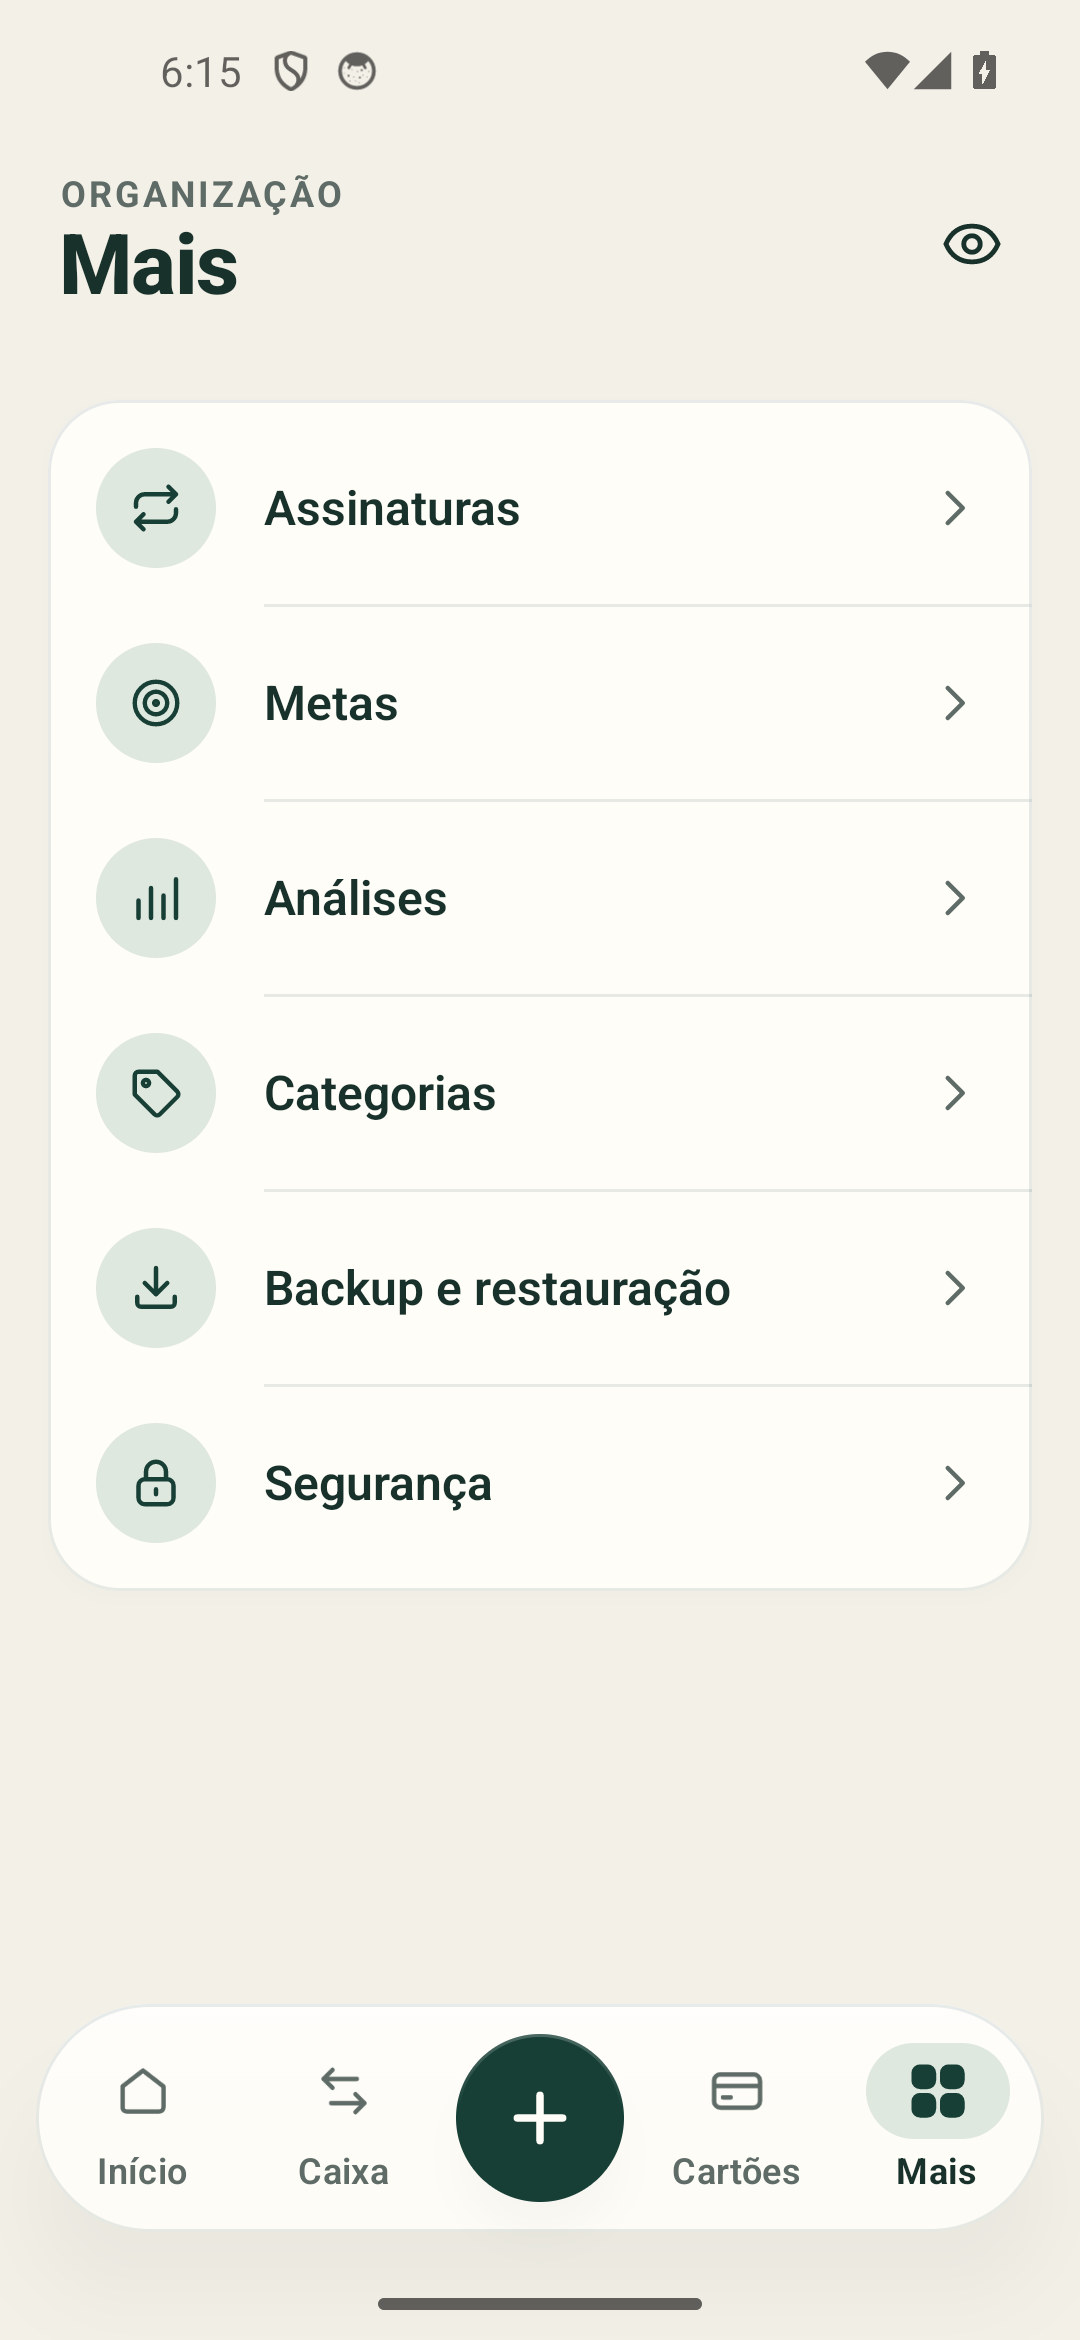 6:15
ORGANIZAÇÃO
Mais
Assinaturas
Metas
Análises
Categorias
Backup e restauração
Segurança
Início
Caixa
Cartões
Mais